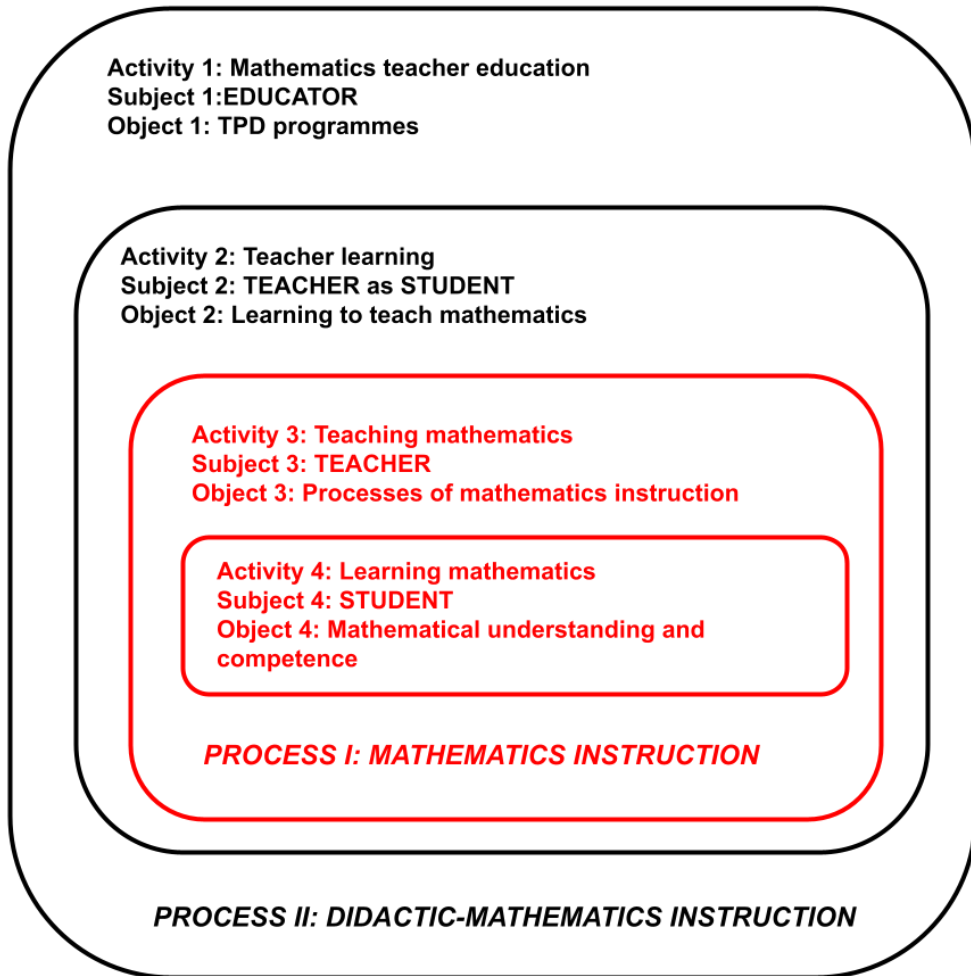 Activity 1: Mathematics teacher education
Subject 1:EDUCATOR
Object 1: TPD programmes
Activity 2: Teacher learning
Subject 2: TEACHER as STUDENT
Object 2: Learning to teach mathematics
Activity 3: Teaching mathematics
Subject 3: TEACHER
Object 3: Processes of mathematics instruction
Activity 4: Learning mathematics
Subject 4: STUDENT
Object 4: Mathematical understanding and
competence
PROCESS I: MATHEMATICS INSTRUCTION
PROCESS II: DIDACTIC-MATHEMATICS INSTRUCTION